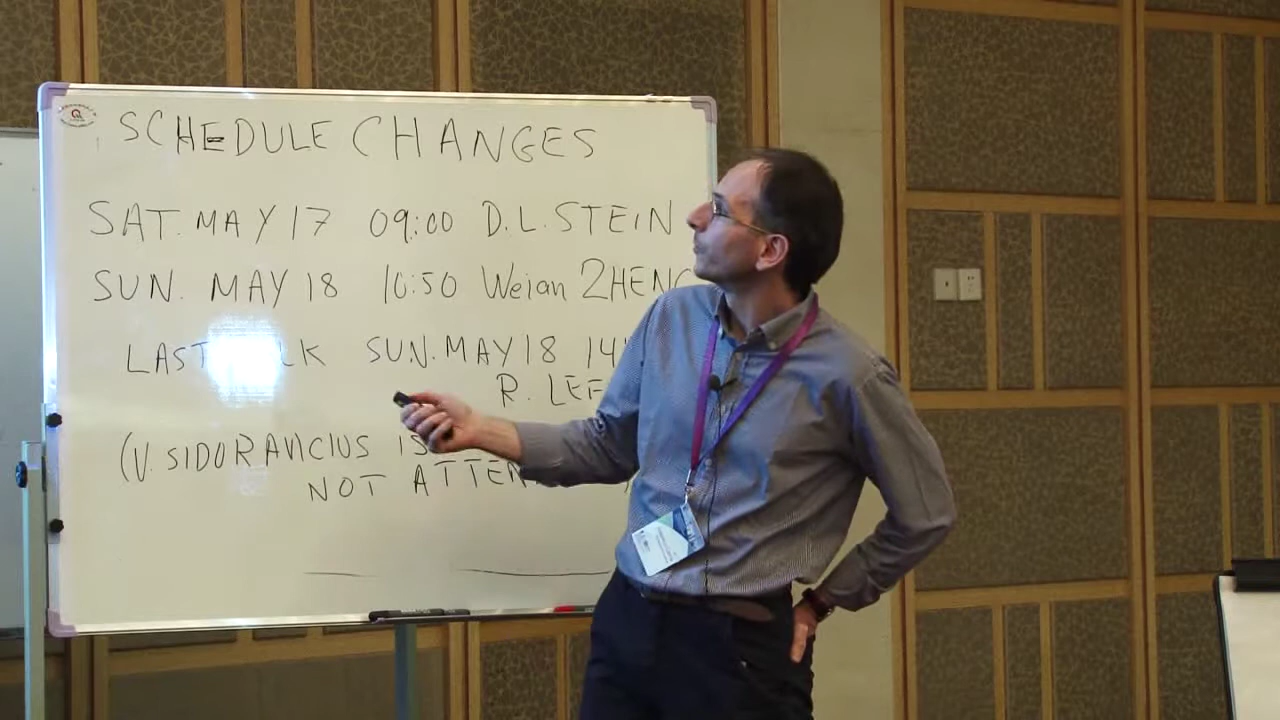 SCHEDULE CHANGES
SAT. MAY 17 09:00 D.L. STEIN
SUN. MAY 18 10:50 Weian ZHENG
LAST SUN. MAY 18
R.
(V. SIDORAVICIUS IS
NOT